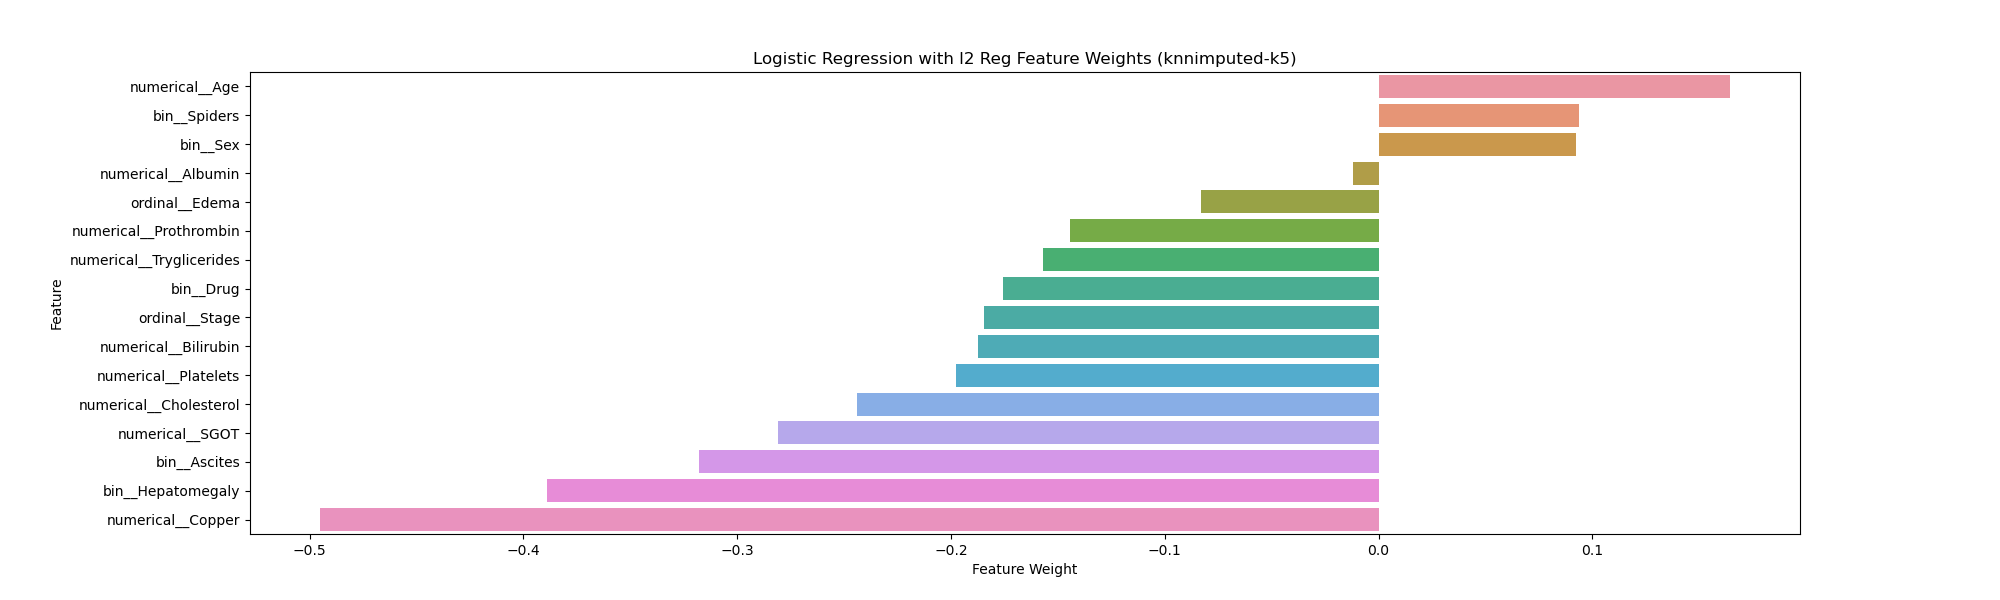 Logistic Regression with l2 Reg Feature Weights (knnimputed-k5)
numerical__Age
bin__Spiders
bin__Sex
numerical__Albumin
ordinal__Edema
numerical__Prothrombin
numerical__Tryglicerides
bin__Drug
ordinal__Stage
numerical__Bilirubin
numerical__Platelets
numerical__Cholesterol
numerical__SGOT
bin__Ascites
bin__Hepatomegaly
numerical__Copper
Feature
−0.5 −0.4 −0.3 −0.2 −0.1 0.0 0.1
Feature Weight